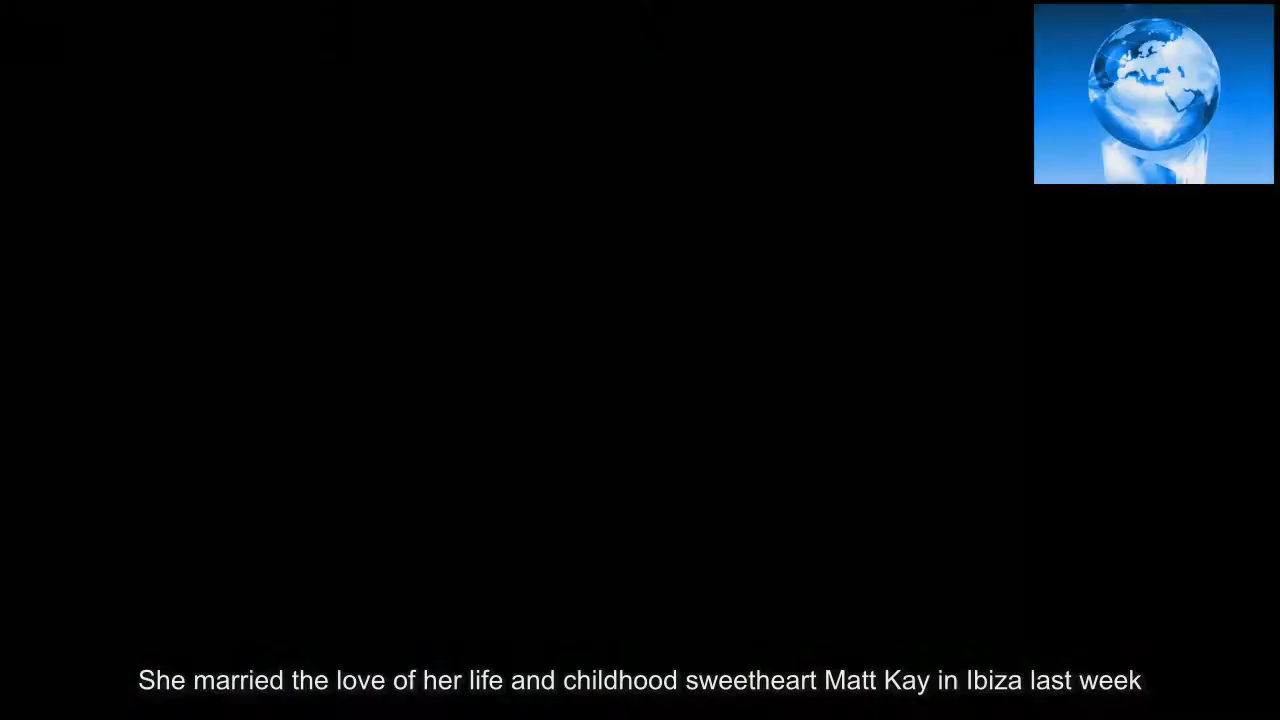 She married the love of her life and childhood sweetheart Matt Kay in Ibiza last week